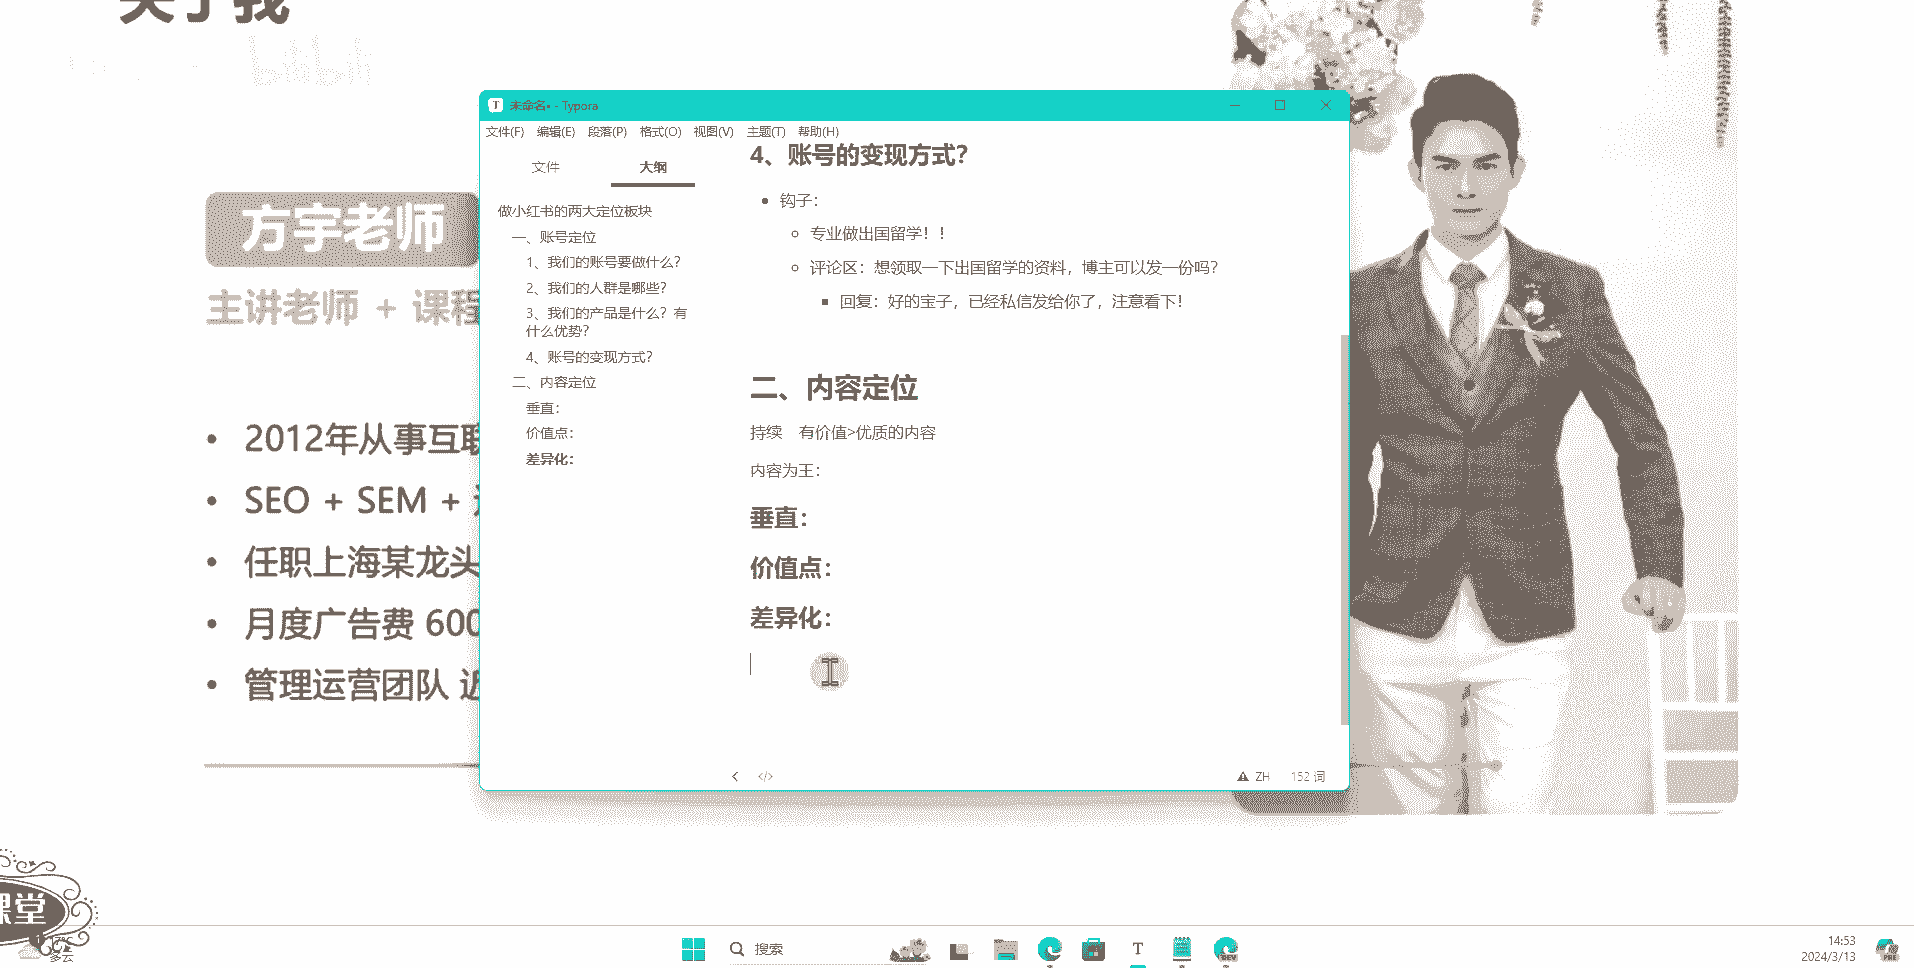 关于我
bilibili
方宇老师
主讲老师 + 课程
2012年从事互联
SEO + SEM +
任职上海某龙头
月度广告费 600
管理运营团队 近
未命名• - Typora
文件(F) 编辑(E) 段落(P) 格式(O) 视图(V) 主题(T) 帮助(H)
文件 大纲
做小红书的两大定位板块
一、账号定位
1、我们的账号要做什么？
2、我们的人群是哪些？
3、我们的产品是什么？有
什么优势？
4、账号的变现方式？
二、内容定位
垂直：
价值点：
差异化：
4、账号的变现方式？
钩子：
专业做出国留学！！
评论区：想领取一下出国留学的资料，博主可以发一份吗？
回复：好的宝子，已经私信发给你了，注意看下！
二、内容定位
持续 有价值>优质的内容
内容为王：
垂直：
价值点：
差异化：
</> ZH 152 词
课堂
17°C
多云
搜索
T
DEV
14:53
2024/3/13
PRE